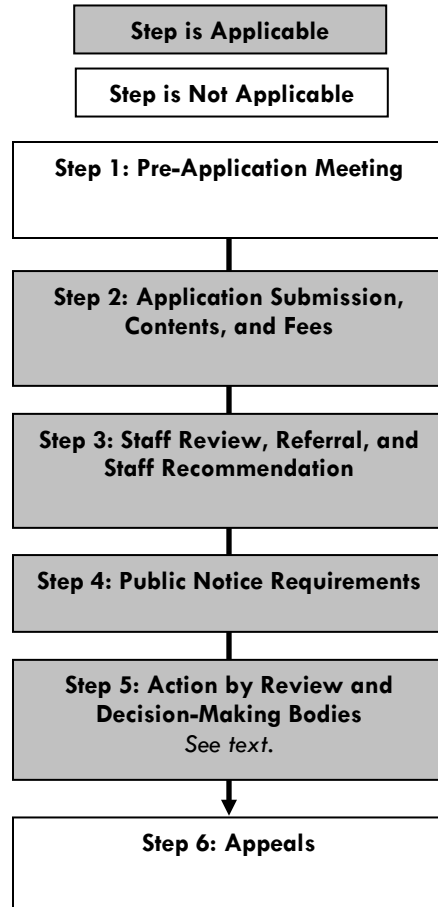 Step is Applicable
Step is Not Applicable
Step 1: Pre-Application Meeting
Step 2: Application Submission,
Contents, and Fees
Step 3: Staff Review, Referral, and
Staff Recommendation
Step 4: Public Notice Requirements
Step 5: Action by Review and
Decision-Making Bodies
See text.
Step 6: Appeals